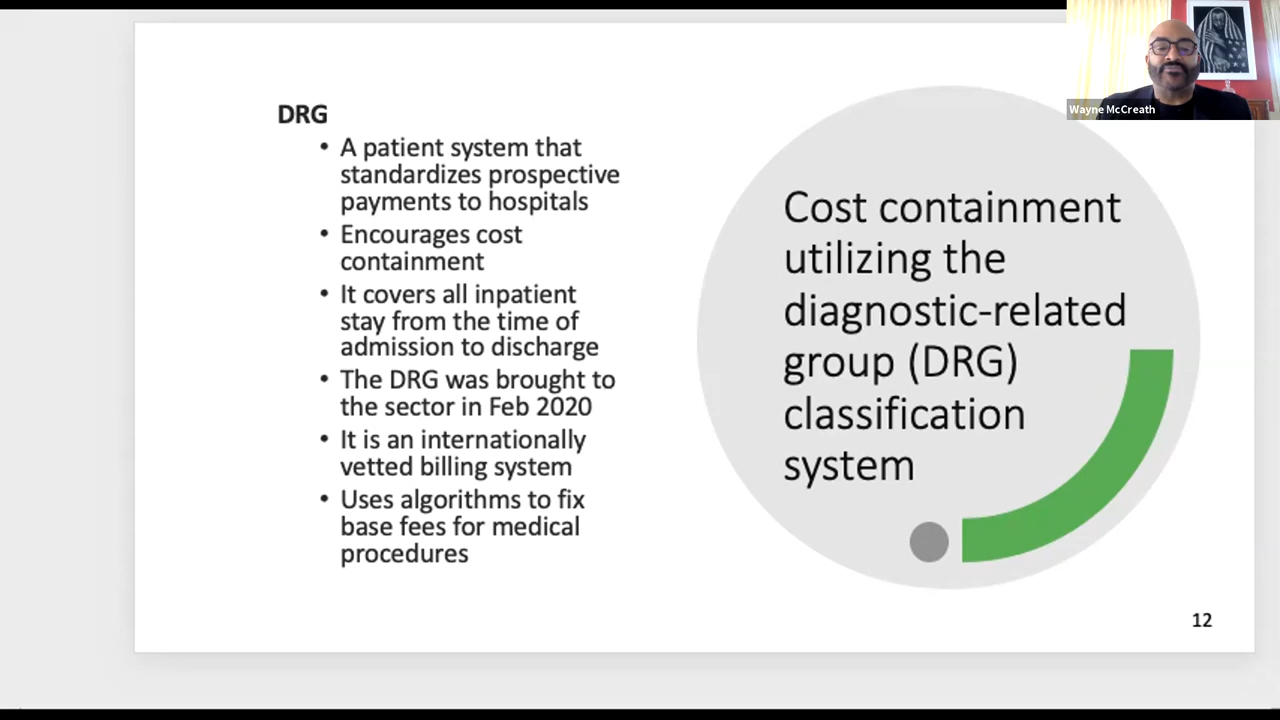 DRG
• A patient system that
standardizes prospective
payments to hospitals
• Encourages cost
containment
• It covers all inpatient
stay from the time of
admission to discharge
• The DRG was brought to
the sector in Feb 2020
• It is an internationally
vetted billing system
• Uses algorithms to fix
base fees for medical
procedures
Cost containment
utilizing the
diagnostic-related
group (DRG)
classification
system
12
Wayne McCreath